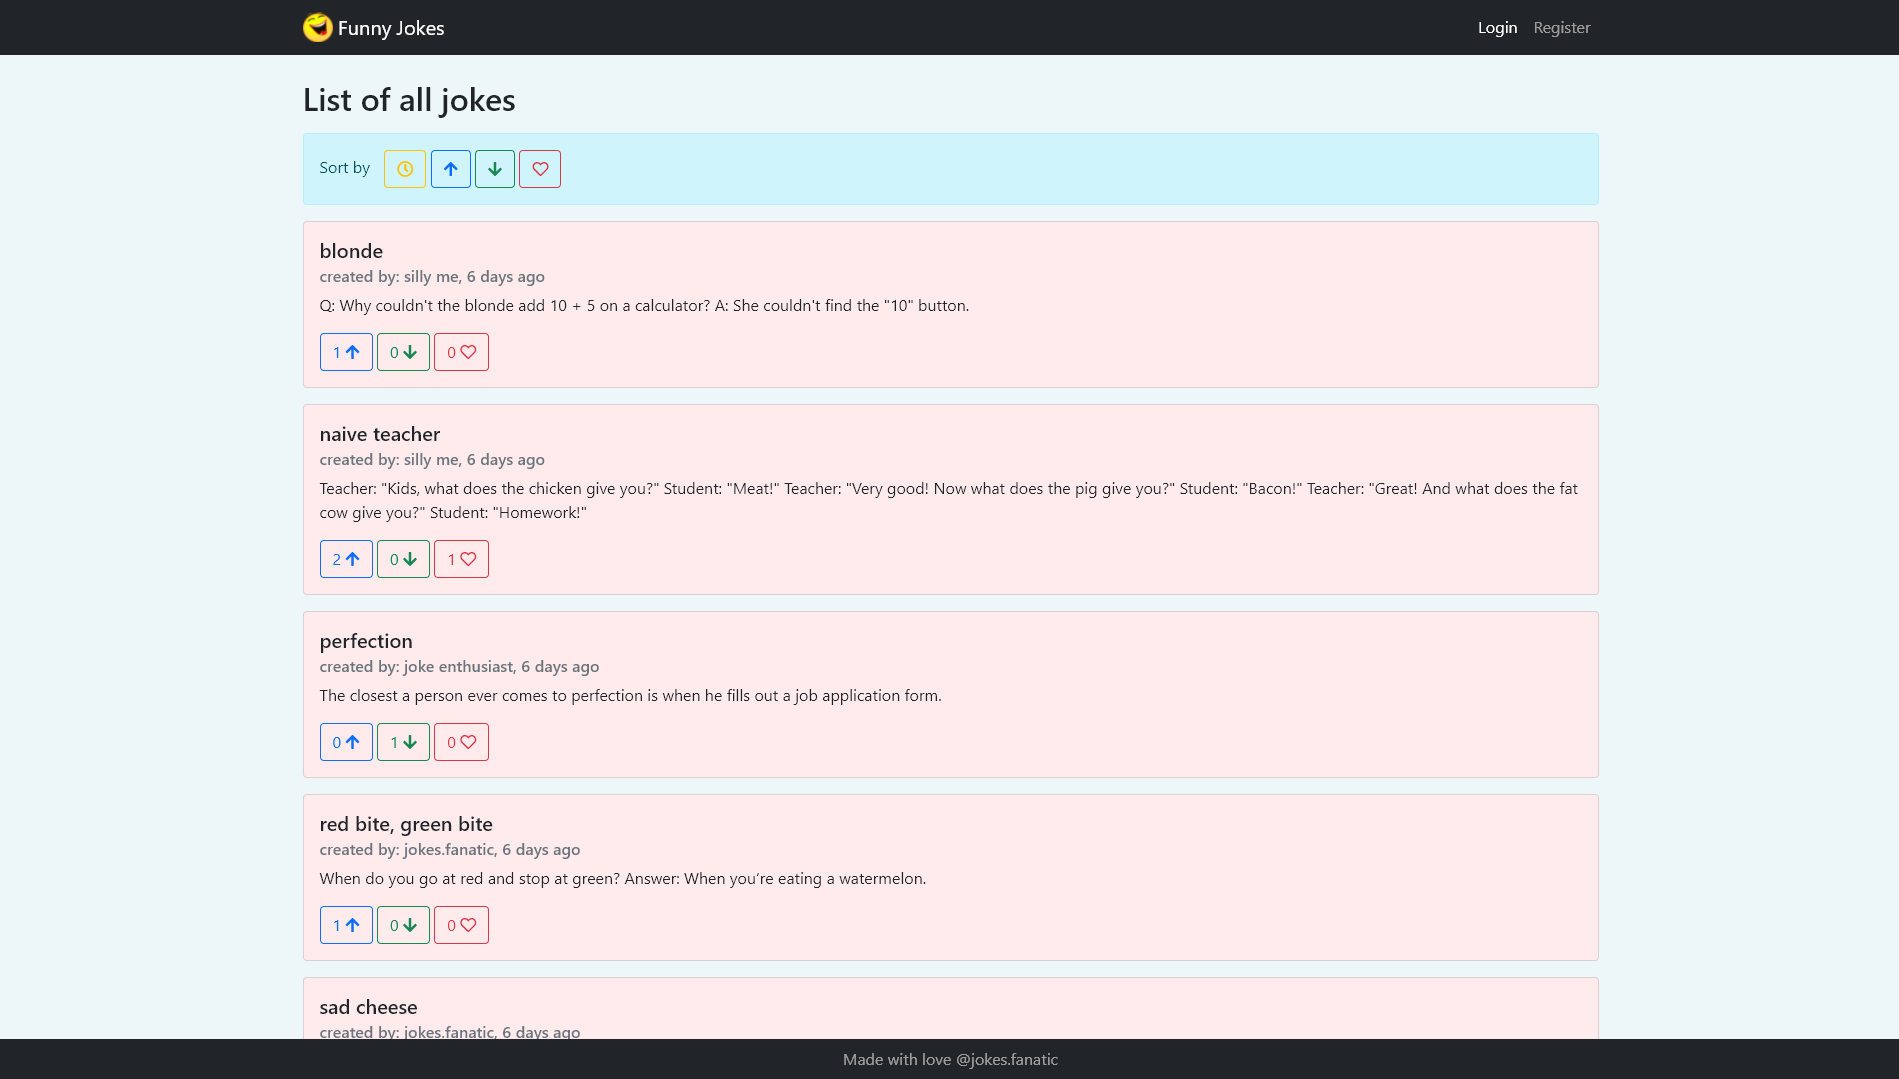 Funny Jokes
Login Register
List of all jokes
Sort by
blonde
created by: silly me, 6 days ago
Q: Why couldn't the blonde add 10 + 5 on a calculator? A: She couldn't find the "10" button.
1 0 0
naive teacher
created by: silly me, 6 days ago
Teacher: "Kids, what does the chicken give you?" Student: "Meat!" Teacher: "Very good! Now what does the pig give you?" Student: "Bacon!" Teacher: "Great! And what does the fat
cow give you?" Student: "Homework!"
2 0 1
perfection
created by: joke enthusiast, 6 days ago
The closest a person ever comes to perfection is when he fills out a job application form.
0 1 0
red bite, green bite
created by: jokes.fanatic, 6 days ago
When do you go at red and stop at green? Answer: When you’re eating a watermelon.
1 0 0
sad cheese
created by: jokes.fanatic, 6 days ago
Made with love @jokes.fanatic